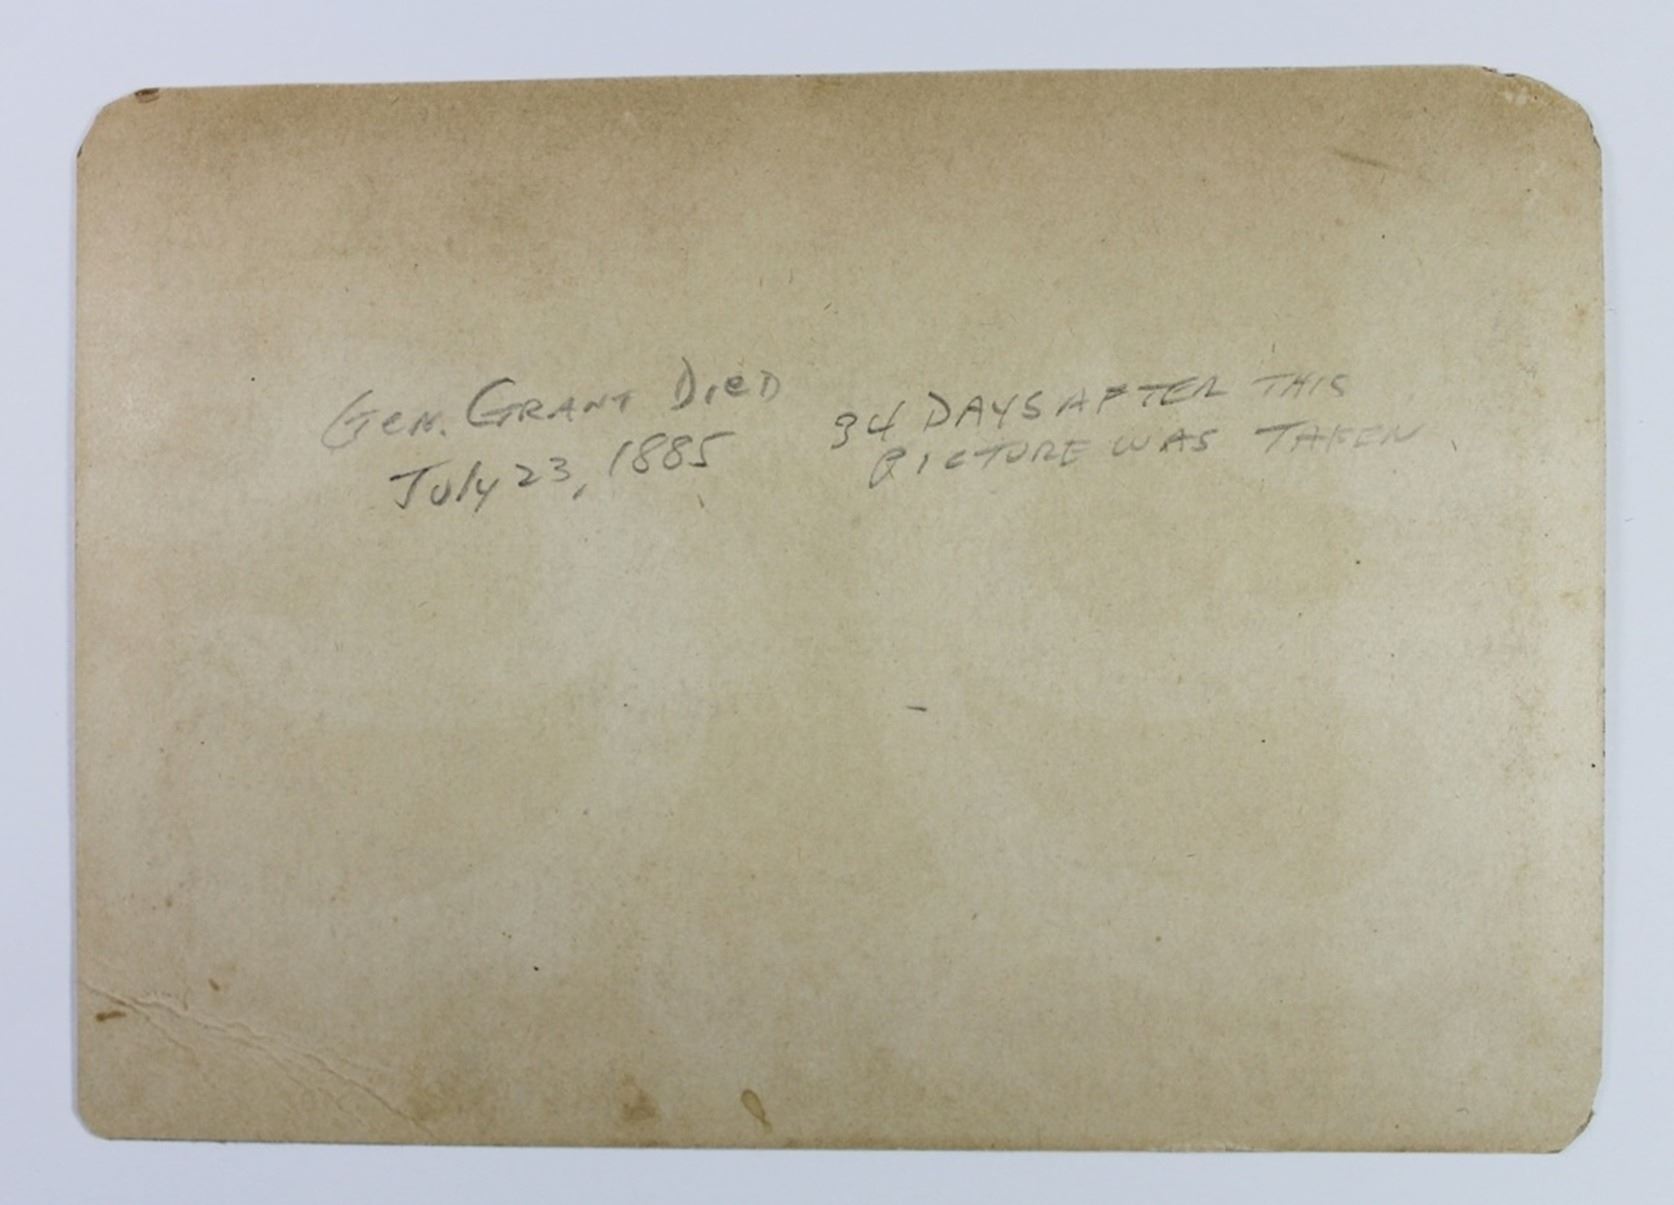 Gen. Grant Died
July 23, 1885
34 Days after this
picture was taken.